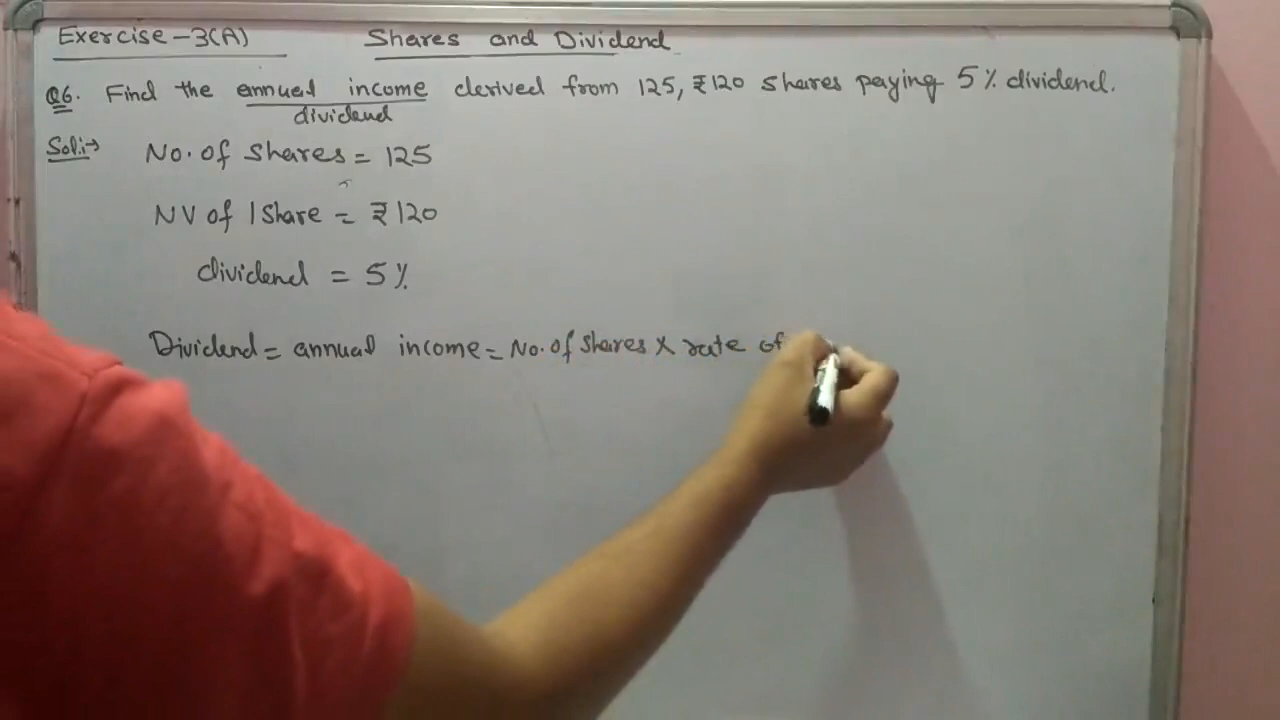 Exercise-3(A) Shares and Dividend
Q6. Find the annual income derived from 125, ₹120 shares paying 5% dividend.
dividend
Sol:→ No. of shares = 125
NV of 1 Share = ₹120
dividend = 5%
Dividend = annual income = No. of shares × rate of